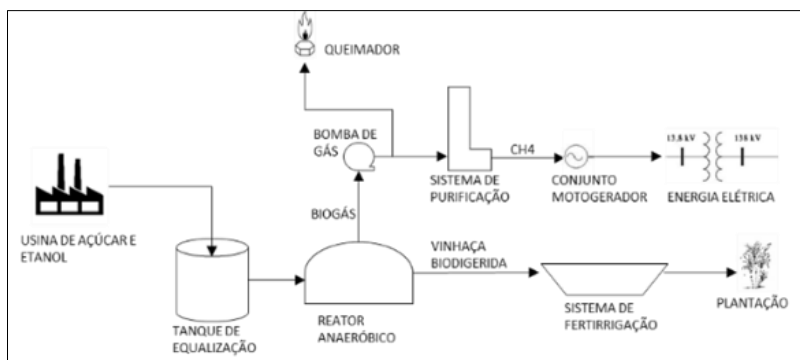 QUEIMADOR
BOMBA DE
GÁS
13,8 kV
138 kV
CH4
SISTEMA DE
PURIFICAÇÃO
CONJUNTO
MOTOGERADOR
ENERGIA ELÉTRICA
BIOGÁS
USINA DE AÇÚCAR E
ETANOL
VINHAÇA
BIODIGERIDA
PLANTAÇÃO
TANQUE DE
EQUALIZAÇÃO
REATOR
ANAERÓBICO
SISTEMA DE
FERTIRRIGAÇÃO